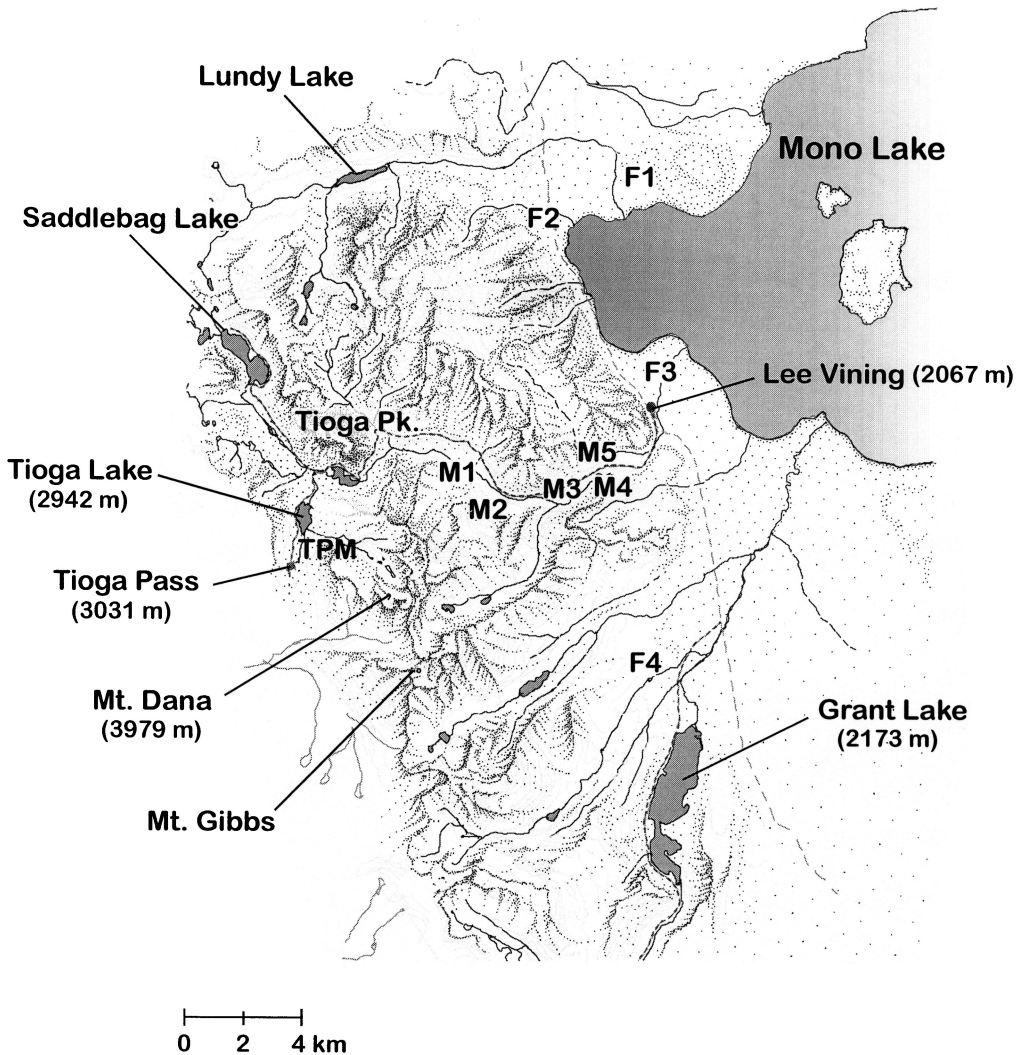 Lundy Lake
Mono Lake
F1
Saddlebag Lake
F2
F3
Lee Vining (2067 m)
Tioga Pk.
M5
Tioga Lake
(2942 m)
M1
M3
M4
M2
TPM
Tioga Pass
(3031 m)
F4
Mt. Dana
(3979 m)
Grant Lake
(2173 m)
Mt. Gibbs
0 2 4 km